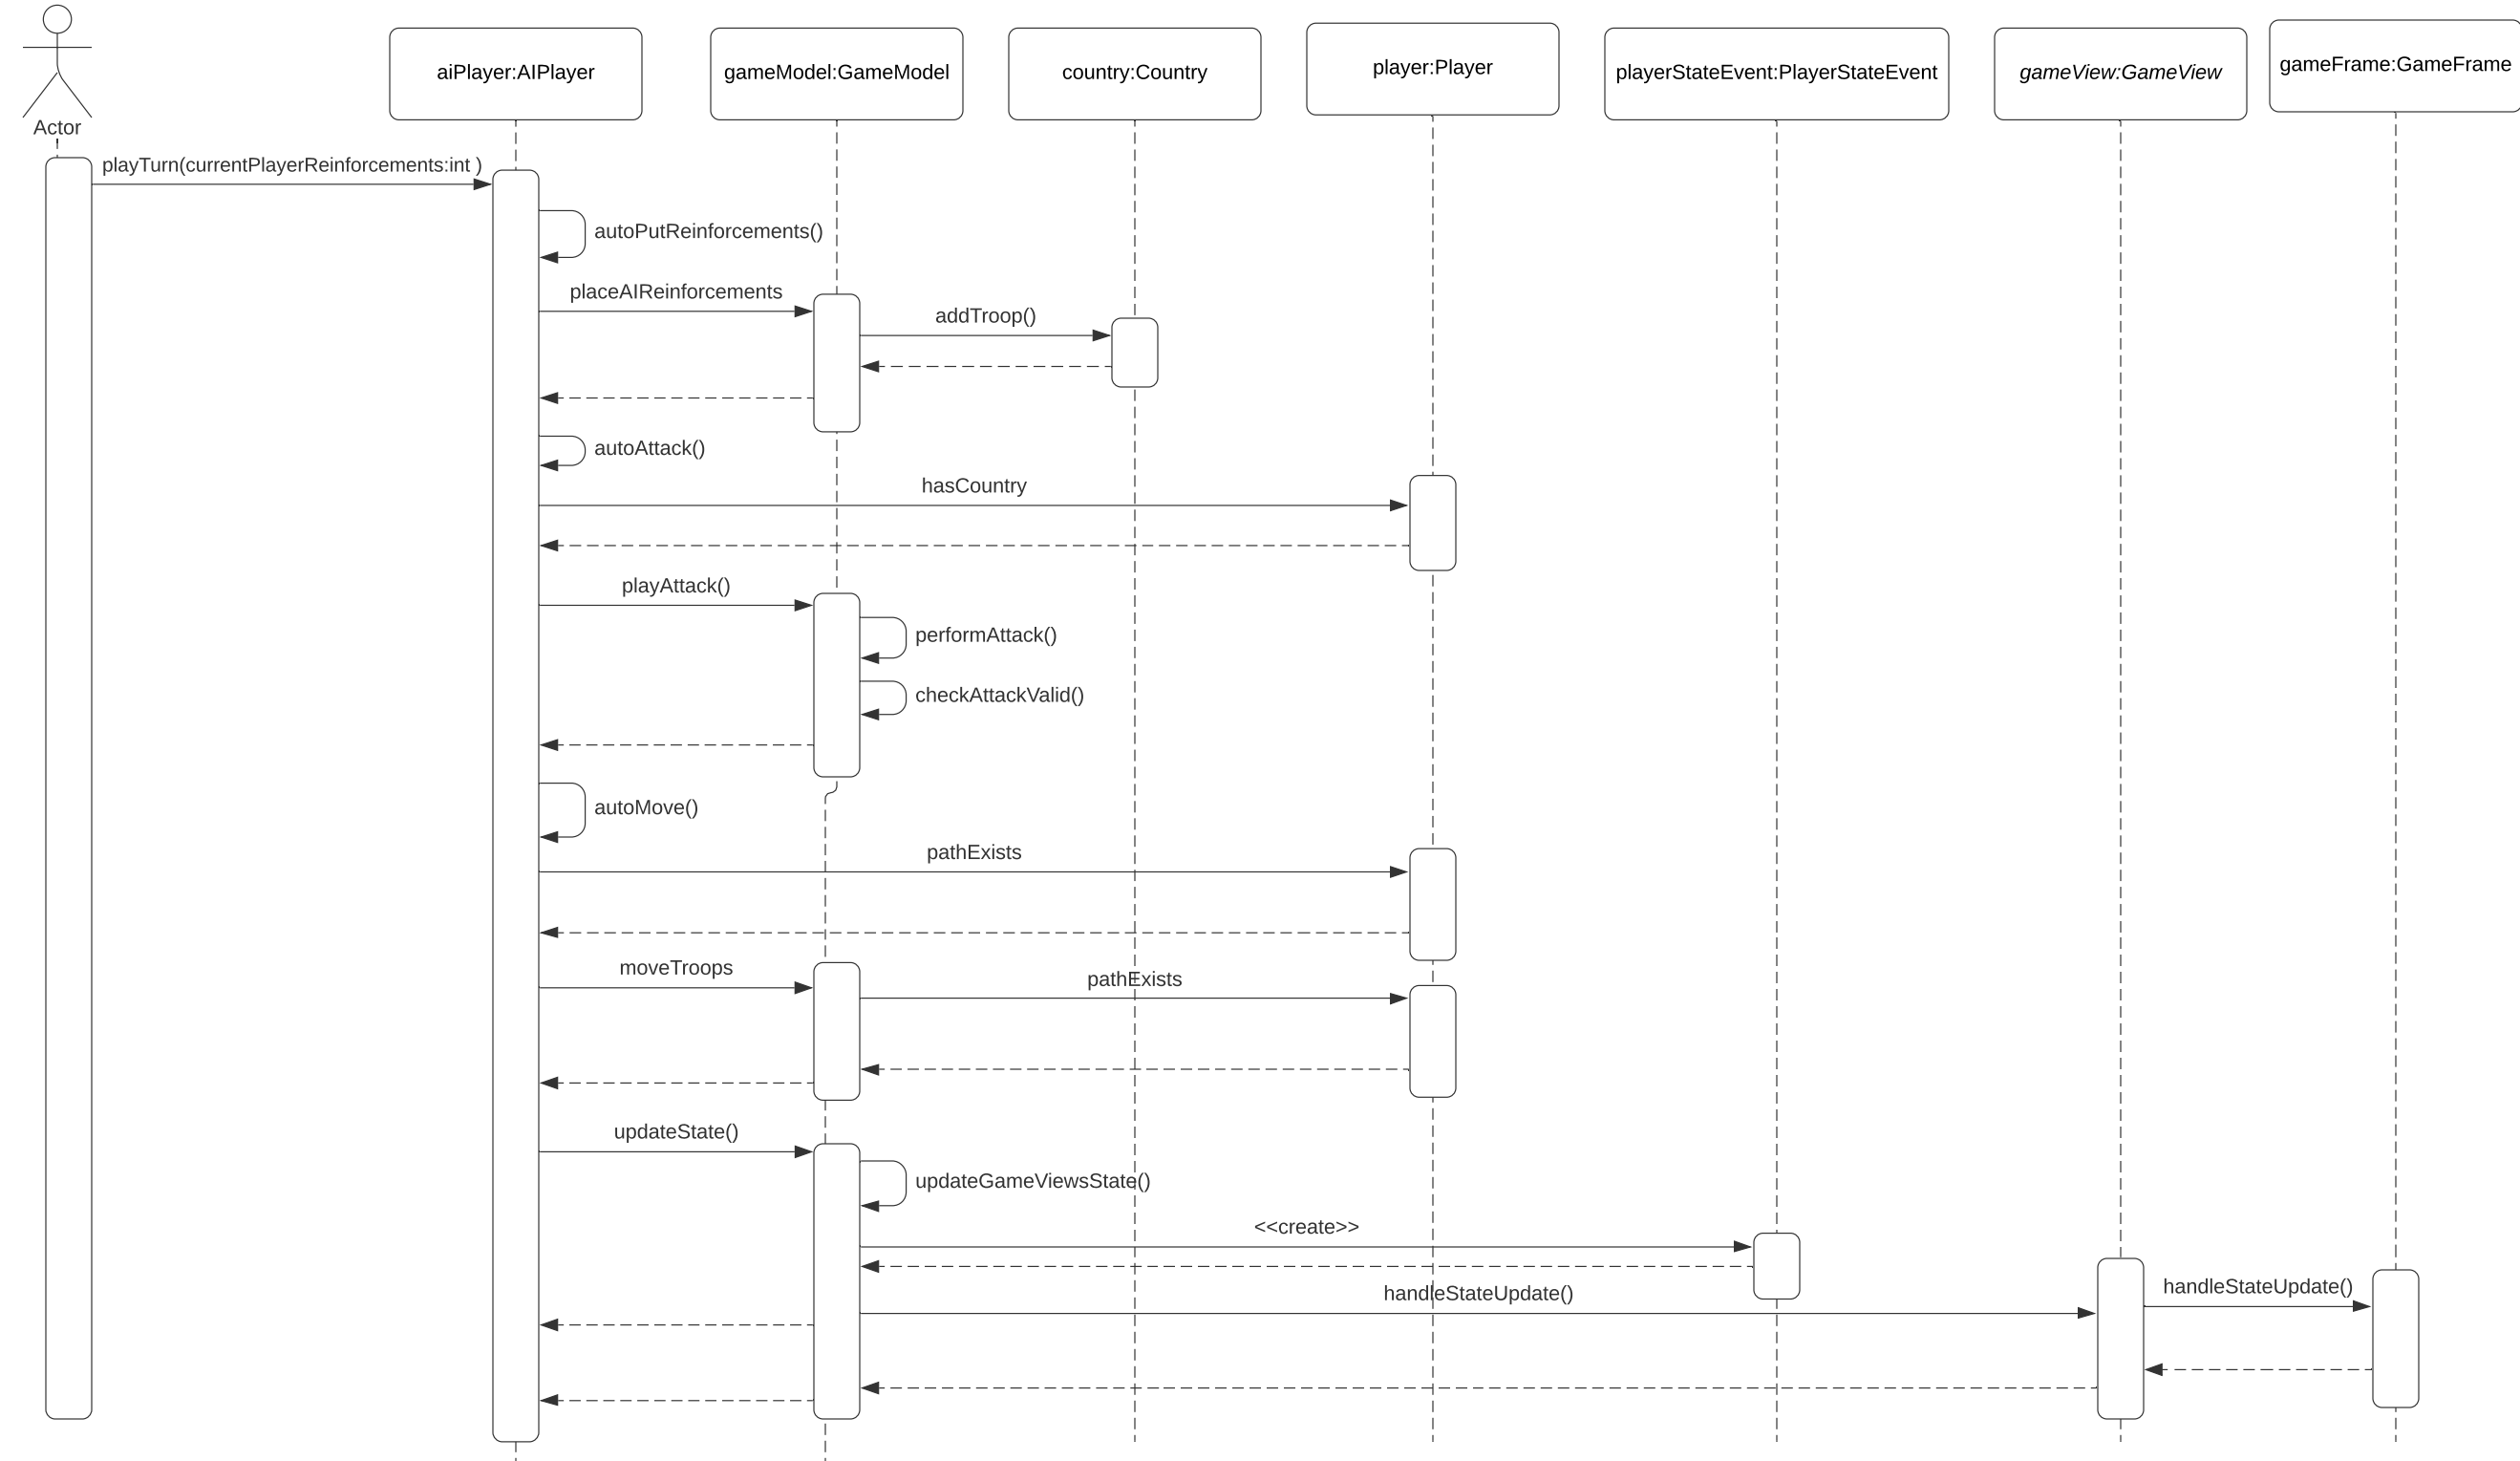 Actor
aiPlayer:AIPlayer
gameModel:GameModel
country:Country
player:Player
playerStateEvent:PlayerStateEvent
gameView:GameView
gameFrame:GameFrame
playTurn(currentPlayerReinforcements:int )
autoPutReinforcements()
placeAIReinforcements
addTroop()
autoAttack()
hasCountry
playAttack()
performAttack()
checkAttackValid()
autoMove()
pathExists
moveTroops
pathExists
updateState()
updateGameViewsState()
<<create>>
handleStateUpdate()
handleStateUpdate()